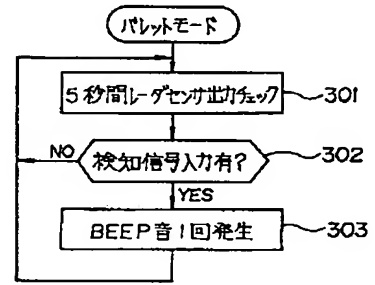 パレットモード
5秒間レーダセンサ出力チェック
301
検知信号入力有?
302
NO
YES
BEEP音1回発生
303